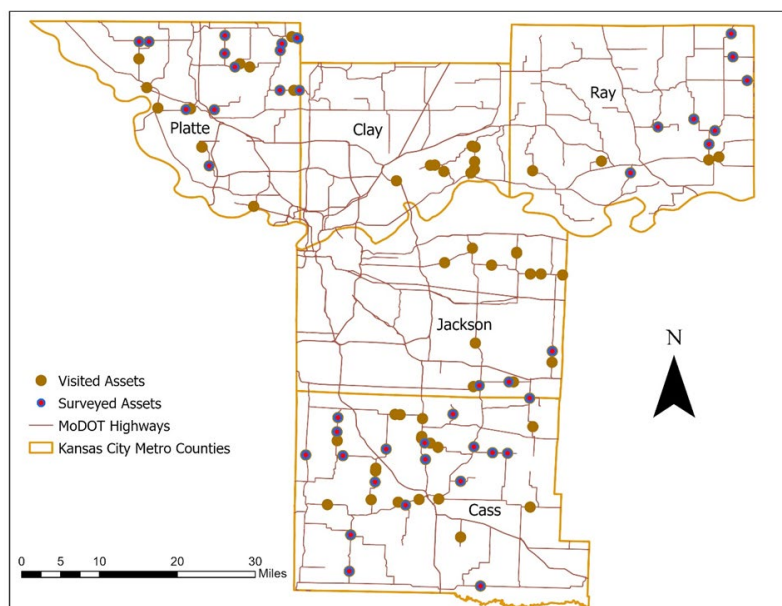 Ray
Platte
Clay
Jackson
N
Visited Assets
Surveyed Assets
MoDOT Highways
Kansas City Metro Counties
Cass
0 5 10 20 30
Miles